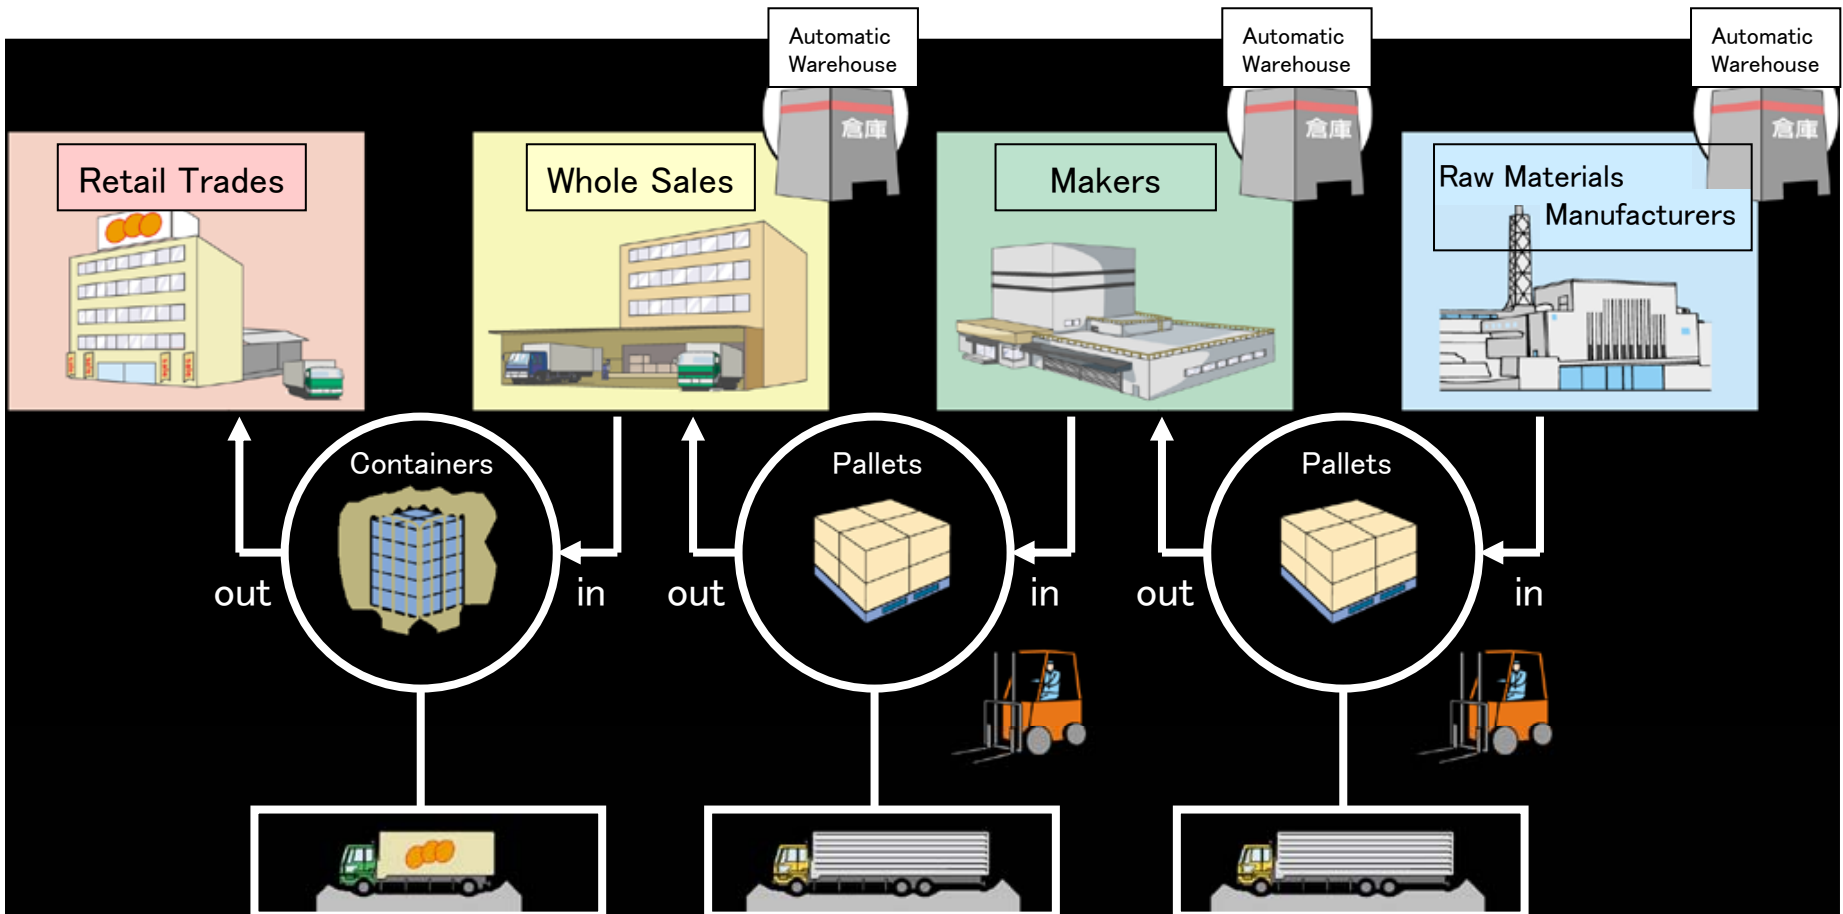 Automatic
Warehouse
Automatic
Warehouse
Automatic
Warehouse
倉庫
倉庫
倉庫
Retail Trades
Whole Sales
Makers
Raw Materials
Manufacturers
Containers
Pallets
Pallets
out
in
out
in
out
in